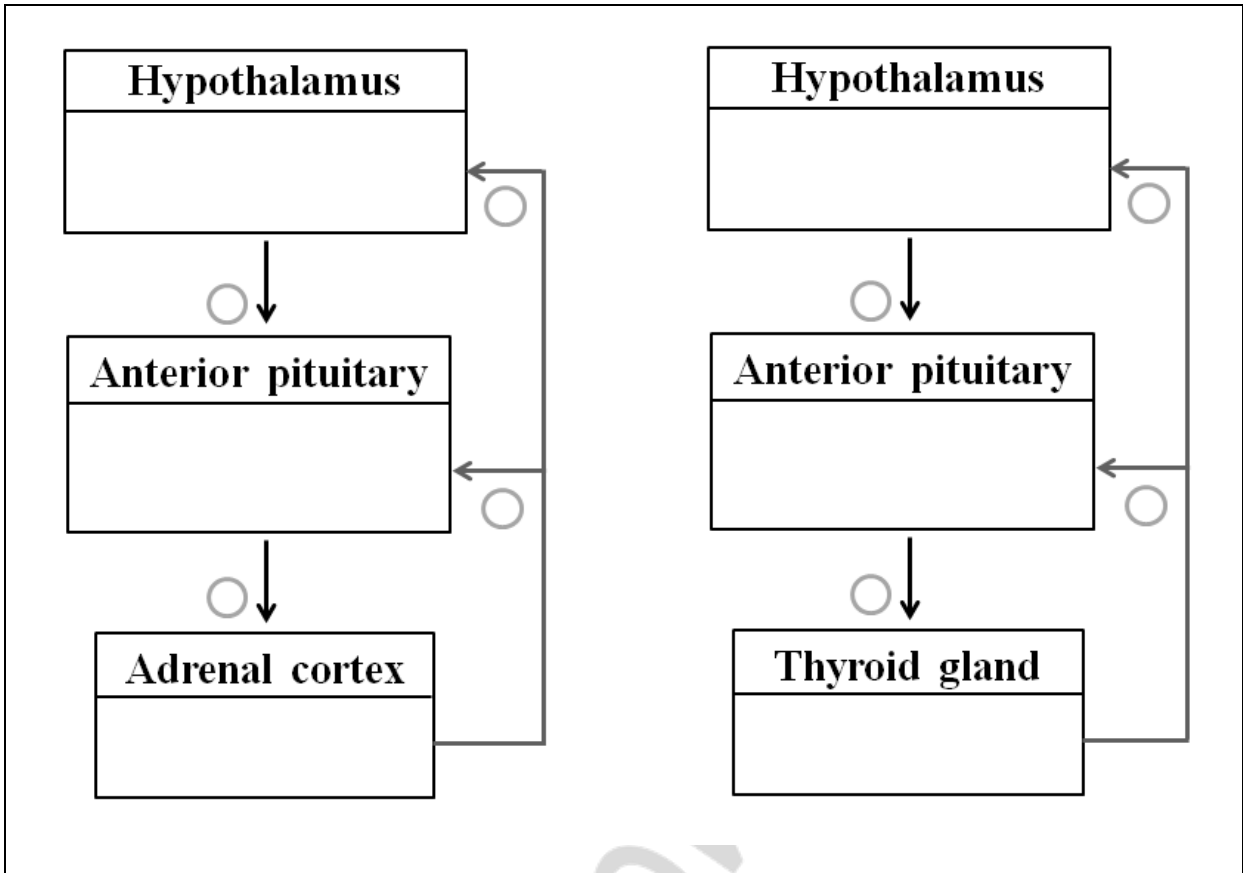 Hypothalamus
Anterior pituitary
Adrenal cortex
Hypothalamus
Anterior pituitary
Thyroid gland